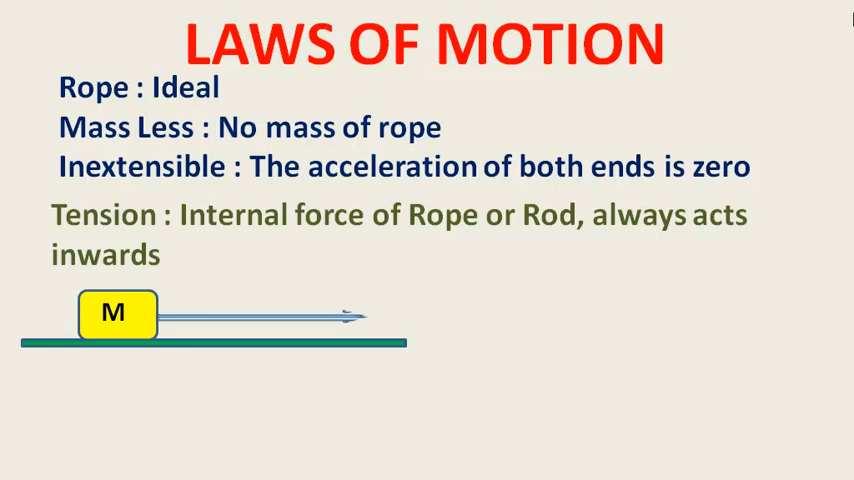 LAWS OF MOTION
Rope : Ideal
Mass Less : No mass of rope
Inextensible : The acceleration of both ends is zero
Tension : Internal force of Rope or Rod, always acts
inwards
M